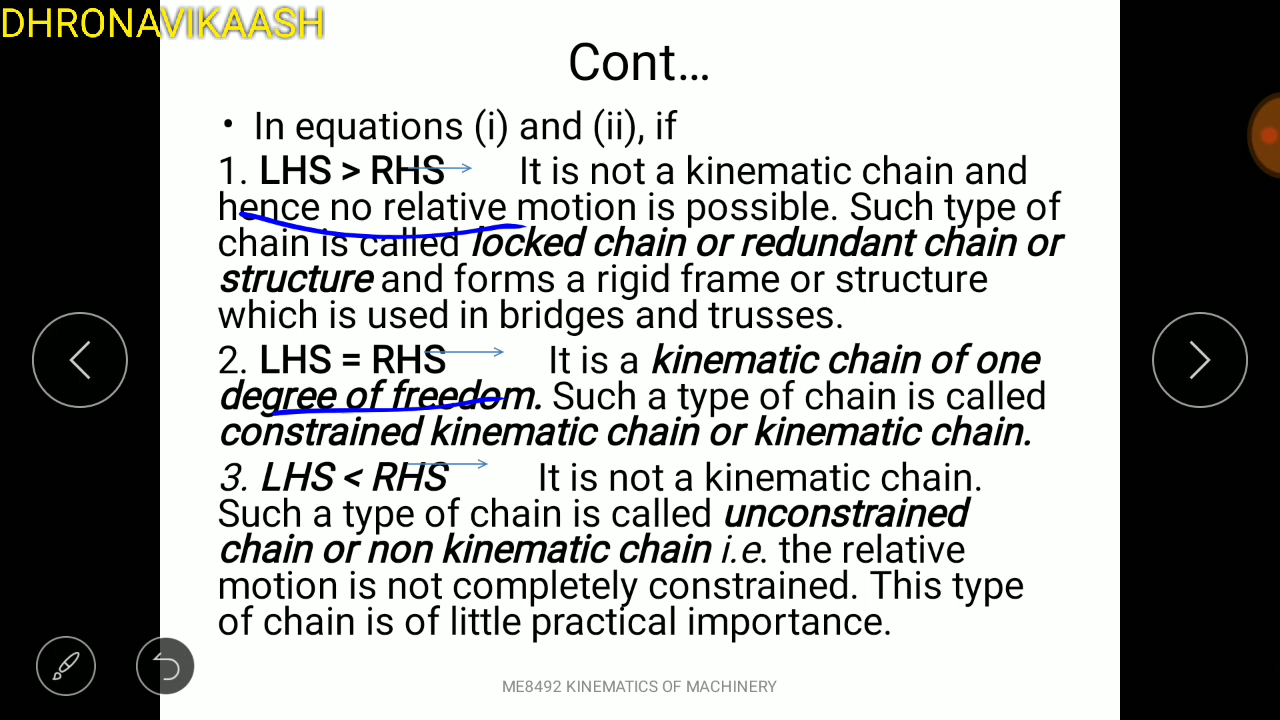 DHRONAVIKAASH
Cont...
• In equations (i) and (ii), if
1. LHS > RHS It is not a kinematic chain and
hence no relative motion is possible. Such type of
chain is called locked chain or redundant chain or
structure and forms a rigid frame or structure
which is used in bridges and trusses.
2. LHS = RHS It is a kinematic chain of one
degree of freedom. Such a type of chain is called
constrained kinematic chain or kinematic chain.
3. LHS < RHS It is not a kinematic chain.
Such a type of chain is called unconstrained
chain or non kinematic chain i.e. the relative
motion is not completely constrained. This type
of chain is of little practical importance.
ME8492 KINEMATICS OF MACHINERY